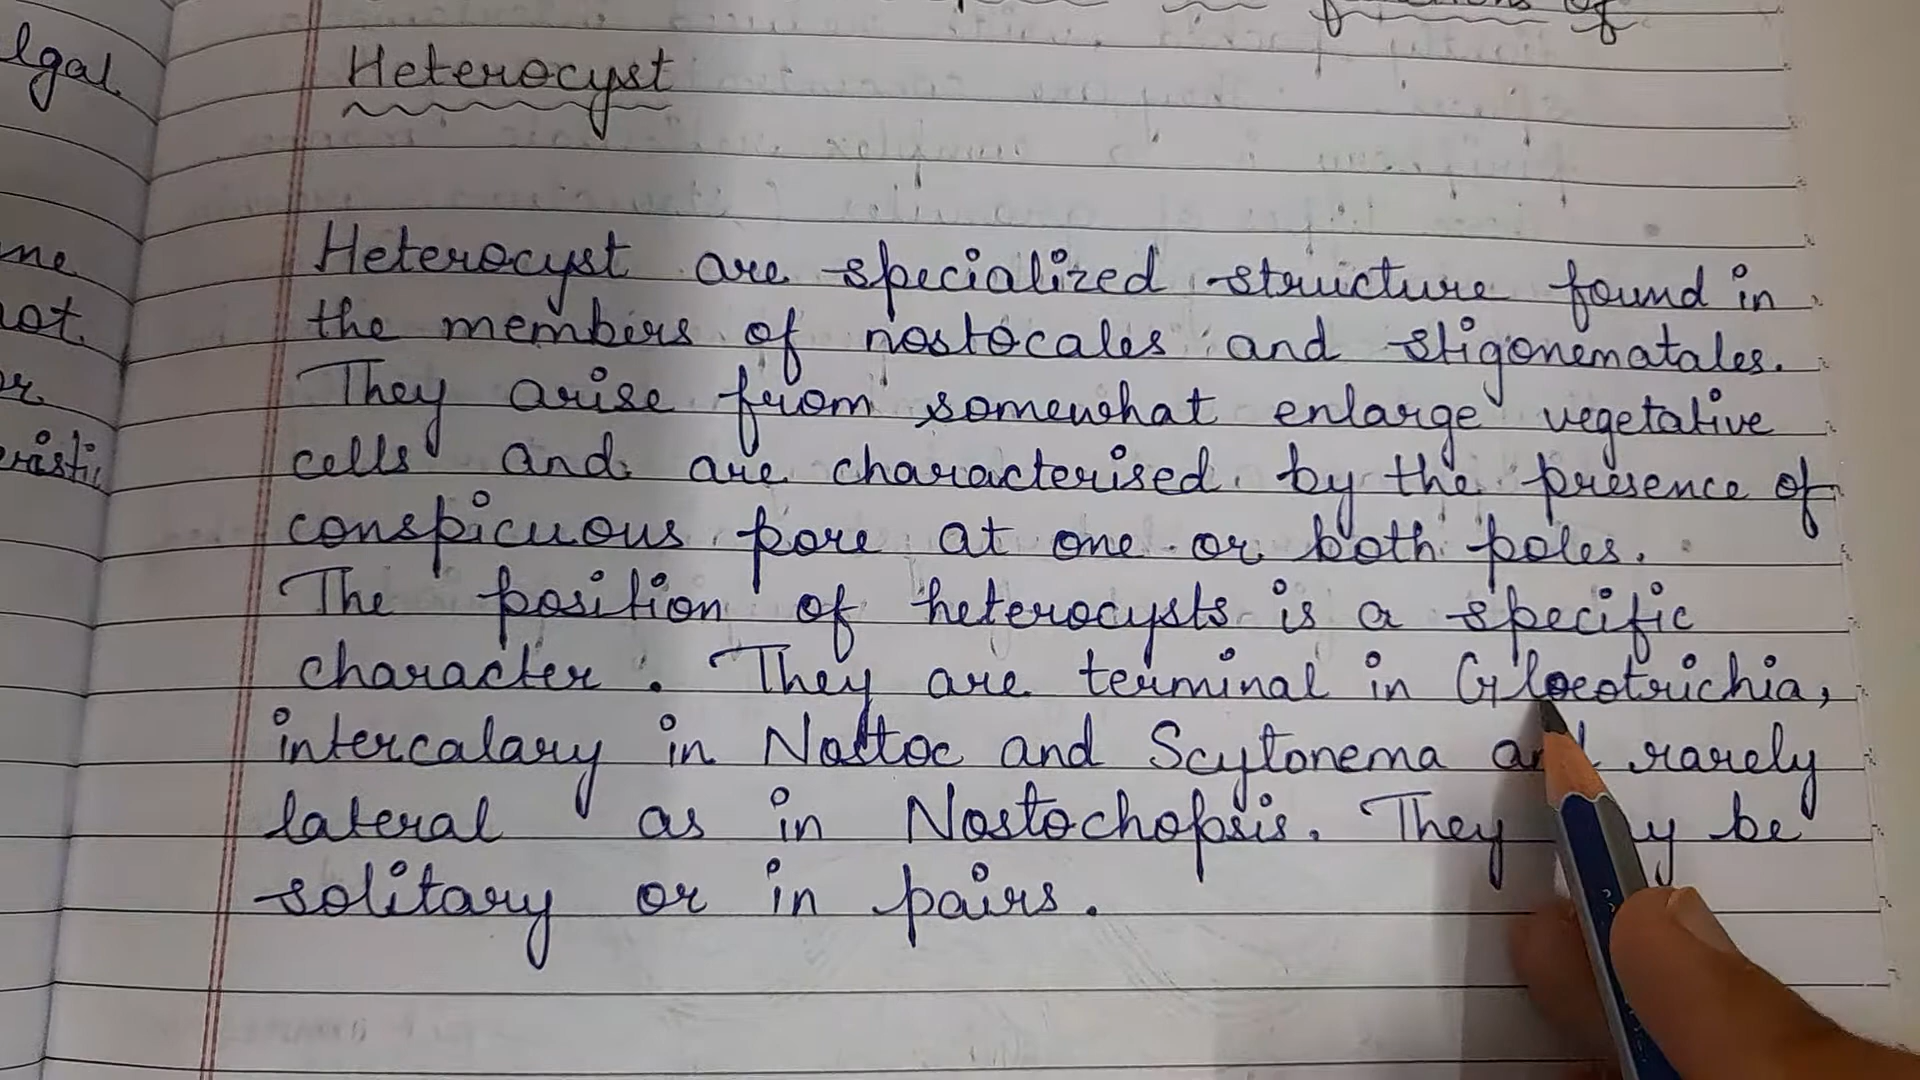 of
lgal
Heterocyst
Heterocyst are specialized structure found in
the members of nostocales and stigonematales.
They arise from somewhat enlarge vegetative
cells and are characterised by the presence of
conspicuous pore at one or both poles.
The position of heterocysts is a specific
character. They are terminal in Gloeotrichia,
intercalary in Nostoc and Scytonema and rarely
lateral as in Nostochopsis. They be
solitary or in pairs.